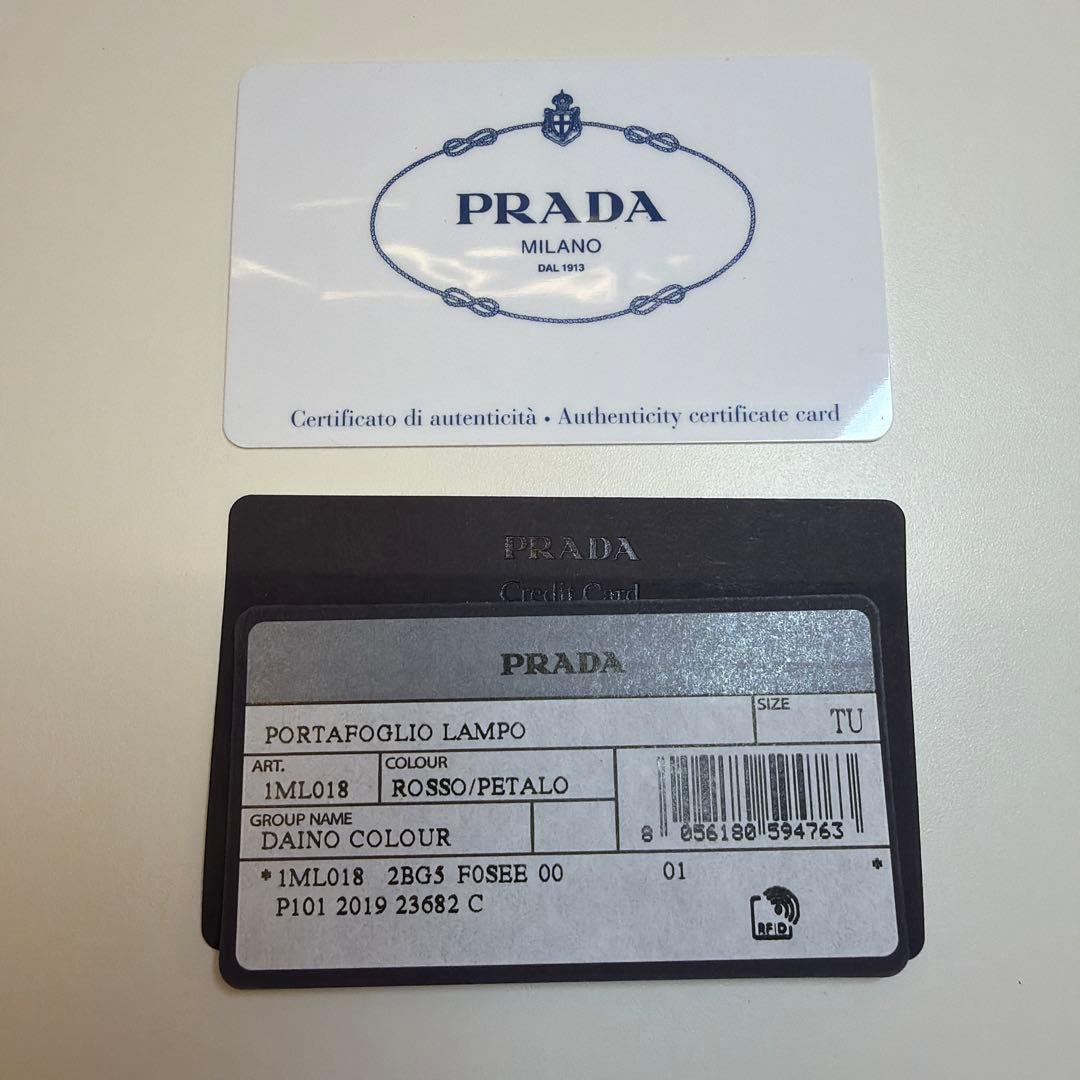 PRADA
MILANO
DAL 1913
Certificato di autenticità • Authenticity certificate card
PRADA
Credit Card
PRADA
PORTAFOGLIO LAMPO
SIZE
TU
ART.
1ML018
COLOUR
ROSSO/PETALO
GROUP NAME
DAINO COLOUR
8 056180 594763
*1ML018 2BG5 F0SEE 00 01 *
P101 2019 23682 C
RFID